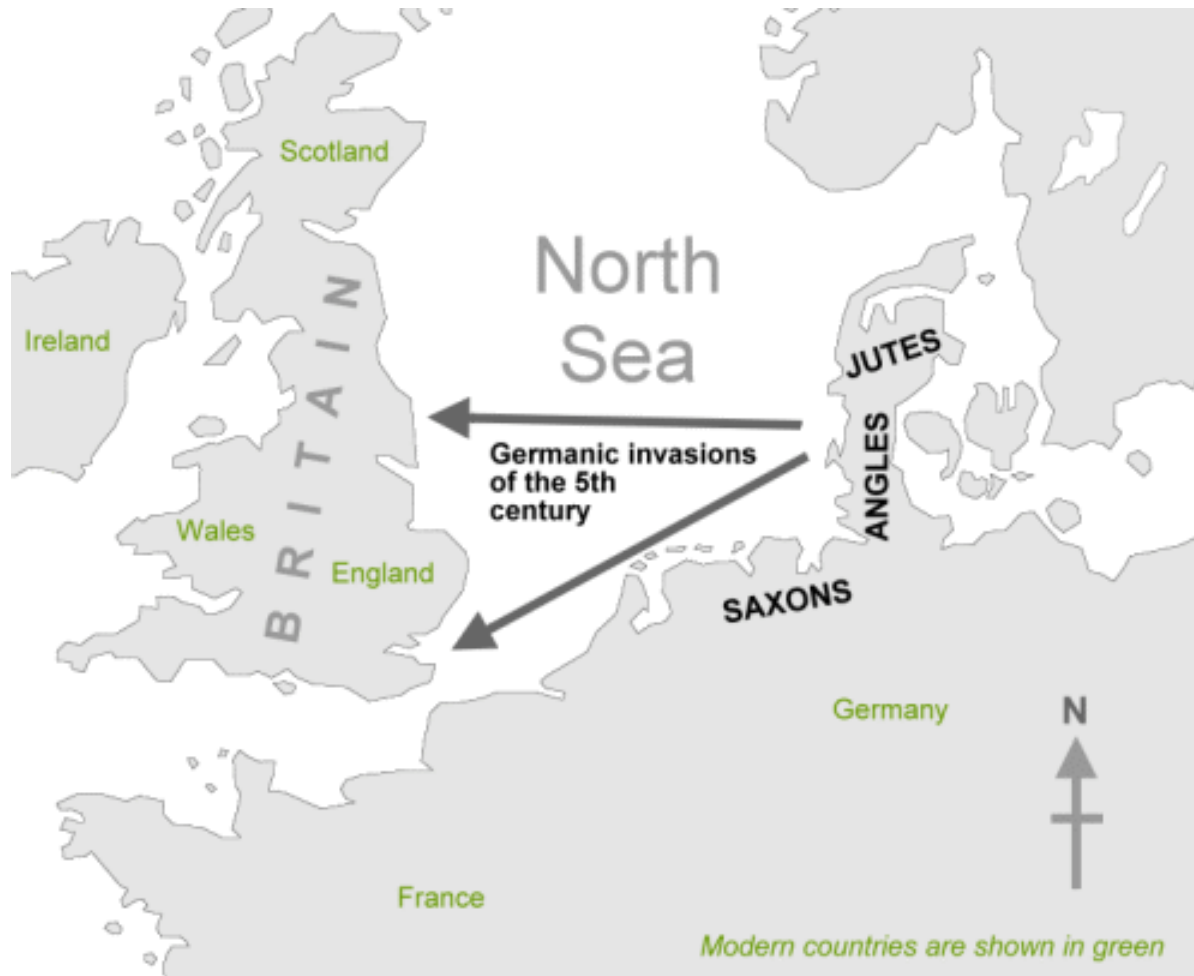 Scotland
North
Sea
Ireland
BRITAIN
JUTES
ANGLES
Germanic invasions
of the 5th
century
Wales
England
SAXONS
Germany
N
France
Modern countries are shown in green